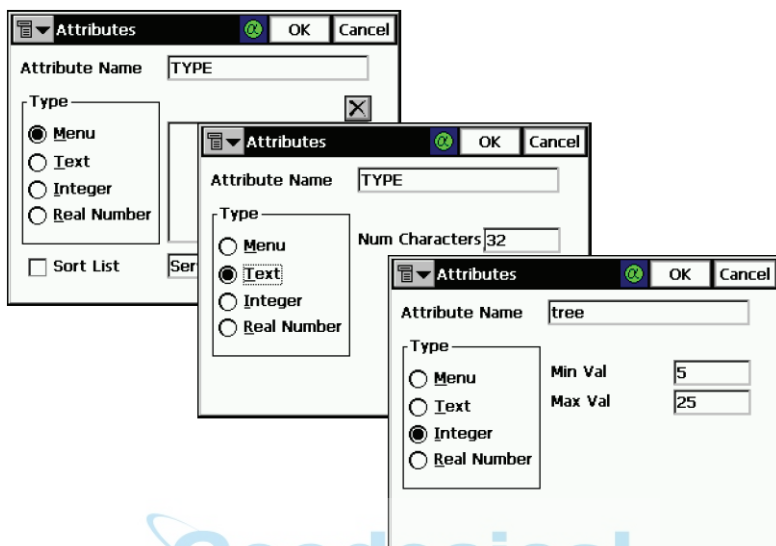 Attributes α OK Cancel
Attribute Name TYPE
Type
Menu
Text
Integer
Real Number
Sort List
Attributes α OK Cancel
Attribute Name TYPE
Type
Menu
Text
Integer
Real Number
Num Characters 32
Attributes α OK Cancel
Attribute Name tree
Type
Menu
Text
Integer
Real Number
Min Val 5
Max Val 25